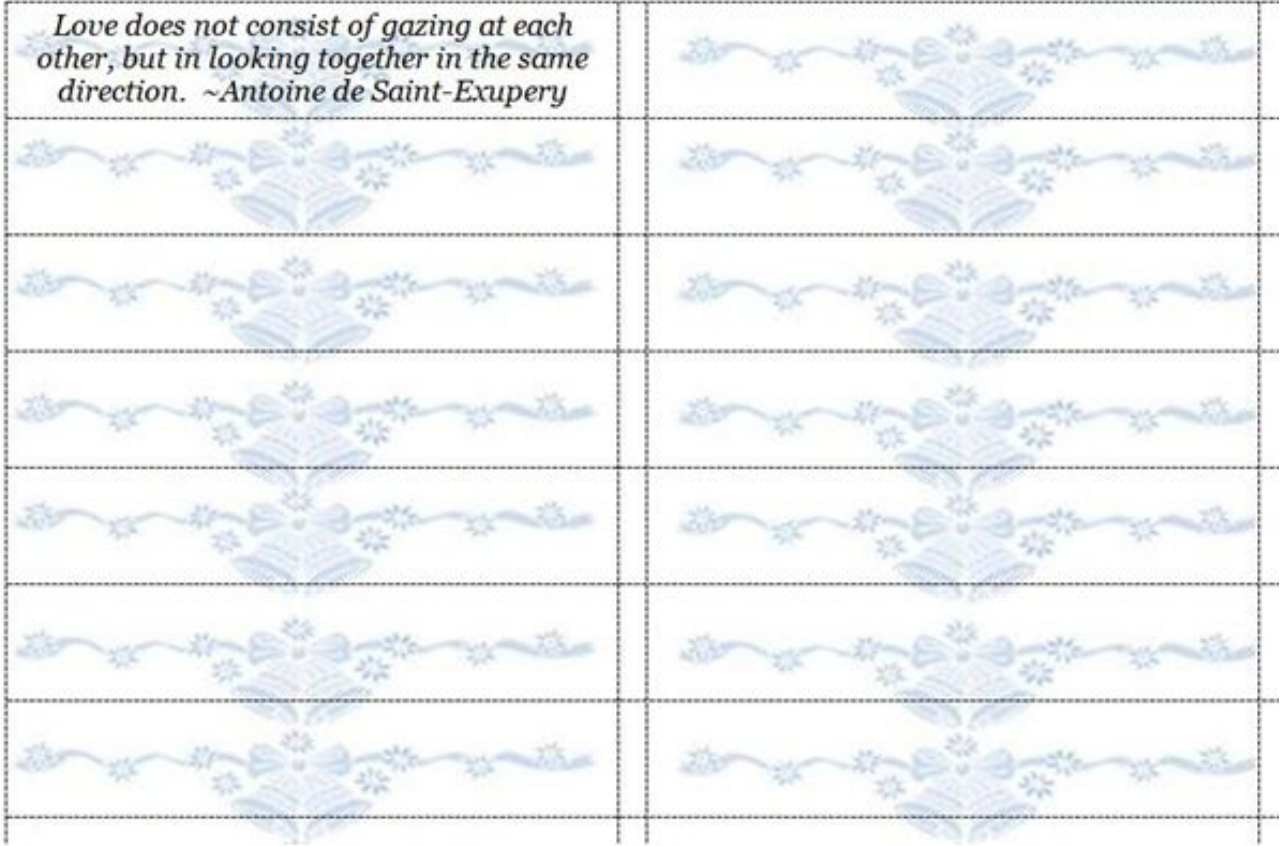 Love does not consist of gazing at each
other, but in looking together in the same
direction.  ~Antoine de Saint-Exupery